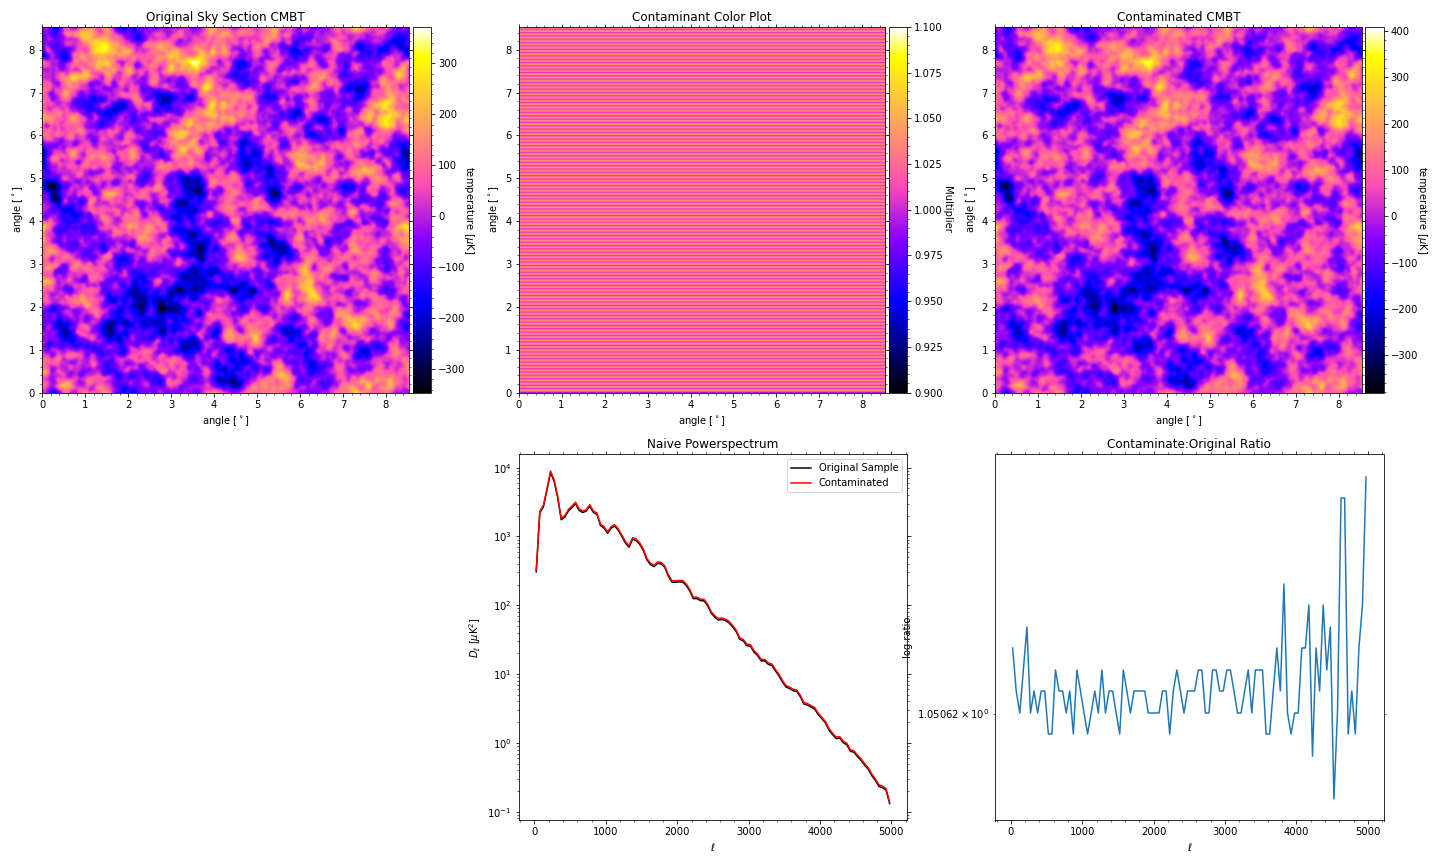 Original Sky Section CMBT
Contaminant Color Plot
Contaminated CMBT
8
7
6
5
4
3
2
1
0
angle [°]
0 1 2 3 4 5 6 7 8
angle [°]
300
200
100
0
−100
−200
−300
temperature [μK]
8
7
6
5
4
3
2
1
0
angle [°]
0 1 2 3 4 5 6 7 8
angle [°]
1.100
1.075
1.050
1.025
1.000
0.975
0.950
0.925
0.900
Multiplier
8
7
6
5
4
3
2
1
0
angle [°
0 1 2 3 4 5 6 7 8
angle [°]
400
300
200
100
0
−100
−200
−300
temperature [μK]
Naive Powerspectrum
Original Sample
Contaminated
10⁴
10³
10²
10¹
10⁰
10⁻¹
Dℓ [μK²]
0 1000 2000 3000 4000 5000
ℓ
Contaminate:Original Ratio
log ratio
1.05062 × 10⁰
0 1000 2000 3000 4000 5000
ℓ